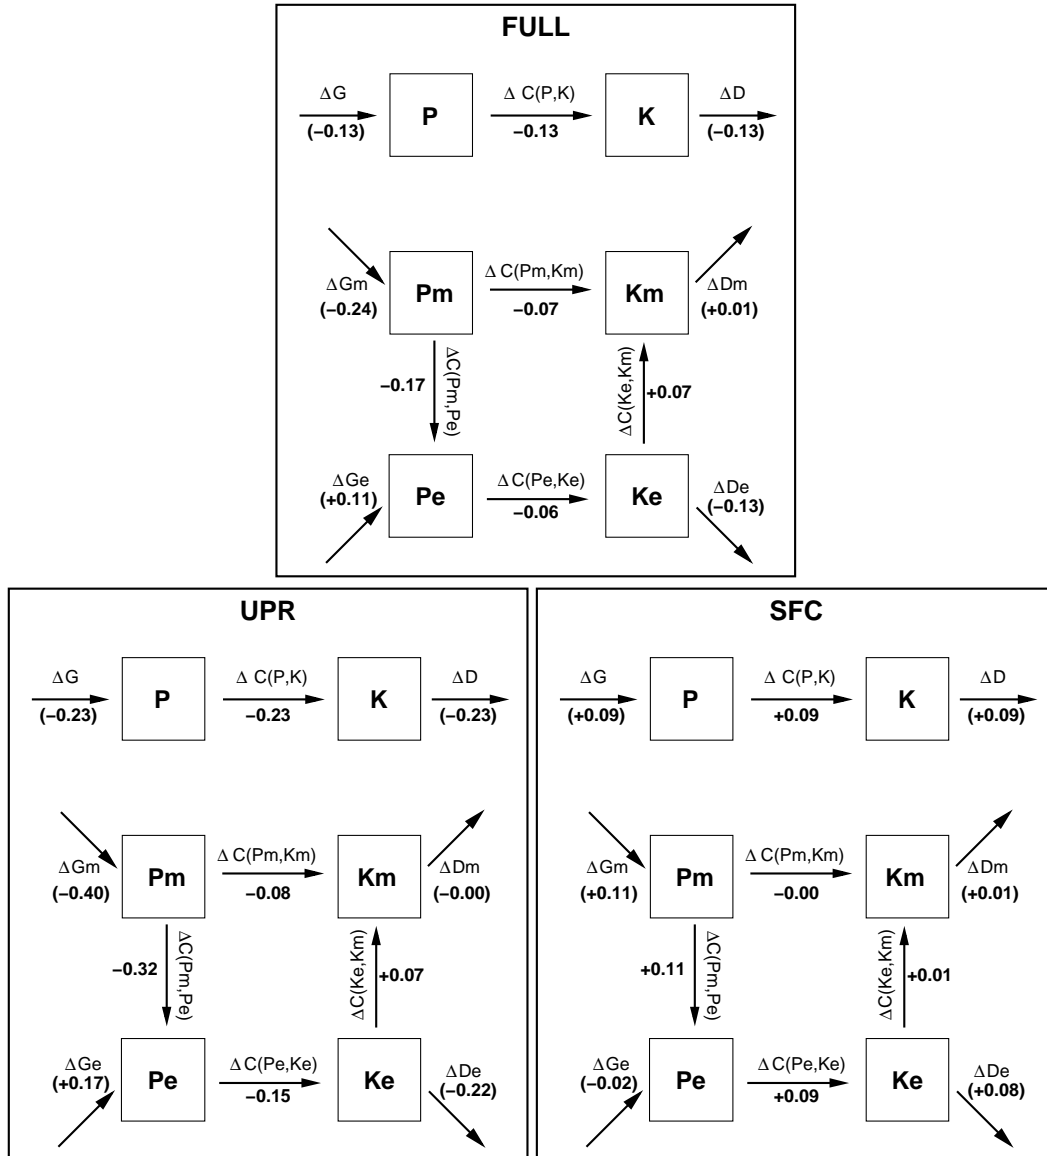 FULL
ΔG Δ C(P,K) ΔD
P K
(−0.13) −0.13 (−0.13)
ΔGm Δ C(Pm,Km) ΔDm
Pm Km
(−0.24) −0.07 (+0.01)
−0.17 ΔC(Pm,Pe) ΔC(Ke,Km) +0.07
ΔGe Δ C(Pe,Ke) ΔDe
(+0.11) Pe Ke (−0.13)
−0.06
UPR
ΔG Δ C(P,K) ΔD
P K
(−0.23) −0.23 (−0.23)
ΔGm Δ C(Pm,Km) ΔDm
Pm Km
(−0.40) −0.08 (−0.00)
−0.32 ΔC(Pm,Pe) ΔC(Ke,Km) +0.07
ΔGe Δ C(Pe,Ke) ΔDe
(+0.17) Pe Ke (−0.22)
−0.15
SFC
ΔG Δ C(P,K) ΔD
P K
(+0.09) +0.09 (+0.09)
ΔGm Δ C(Pm,Km) ΔDm
Pm Km
(+0.11) −0.00 (+0.01)
+0.11 ΔC(Pm,Pe) ΔC(Ke,Km) +0.01
ΔGe Δ C(Pe,Ke) ΔDe
(−0.02) Pe Ke (+0.08)
+0.09